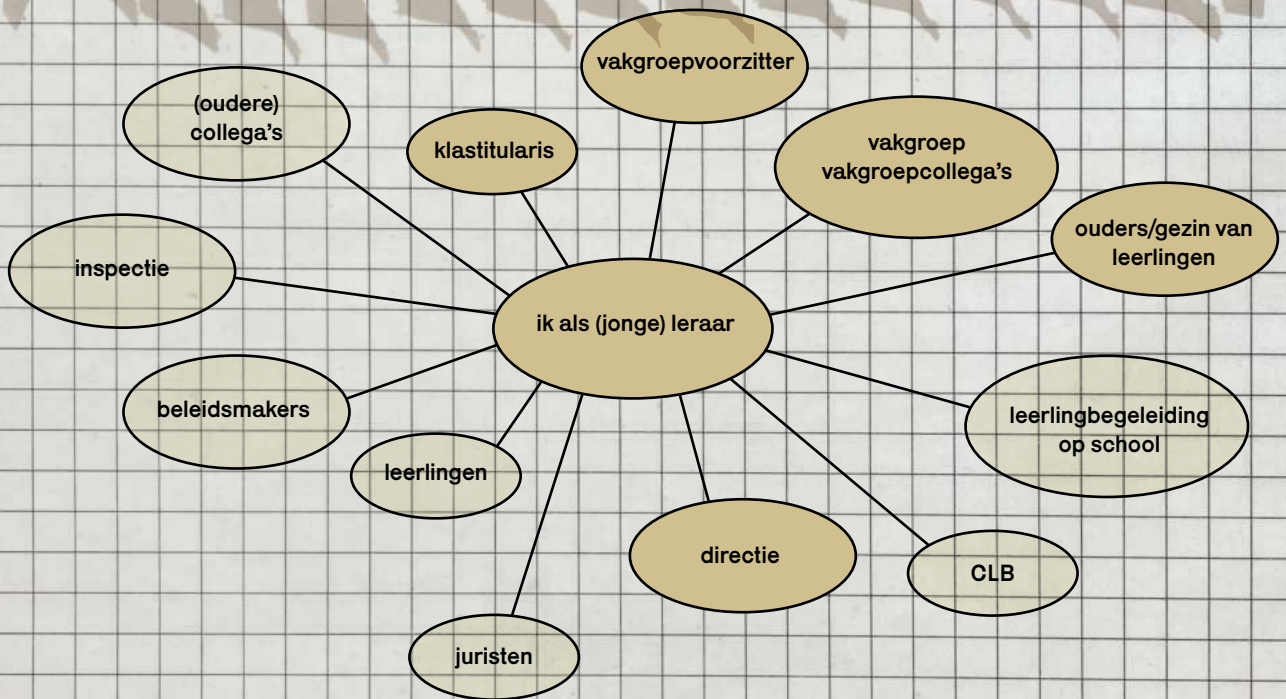 vakgroepvoorzitter
(oudere)
collega's
klastitularis
vakgroep
vakgroepcollega's
ouders/gezin van
leerlingen
inspectie
ik als (jonge) leraar
beleidsmakers
leerlingbegeleiding
op school
leerlingen
directie
CLB
juristen